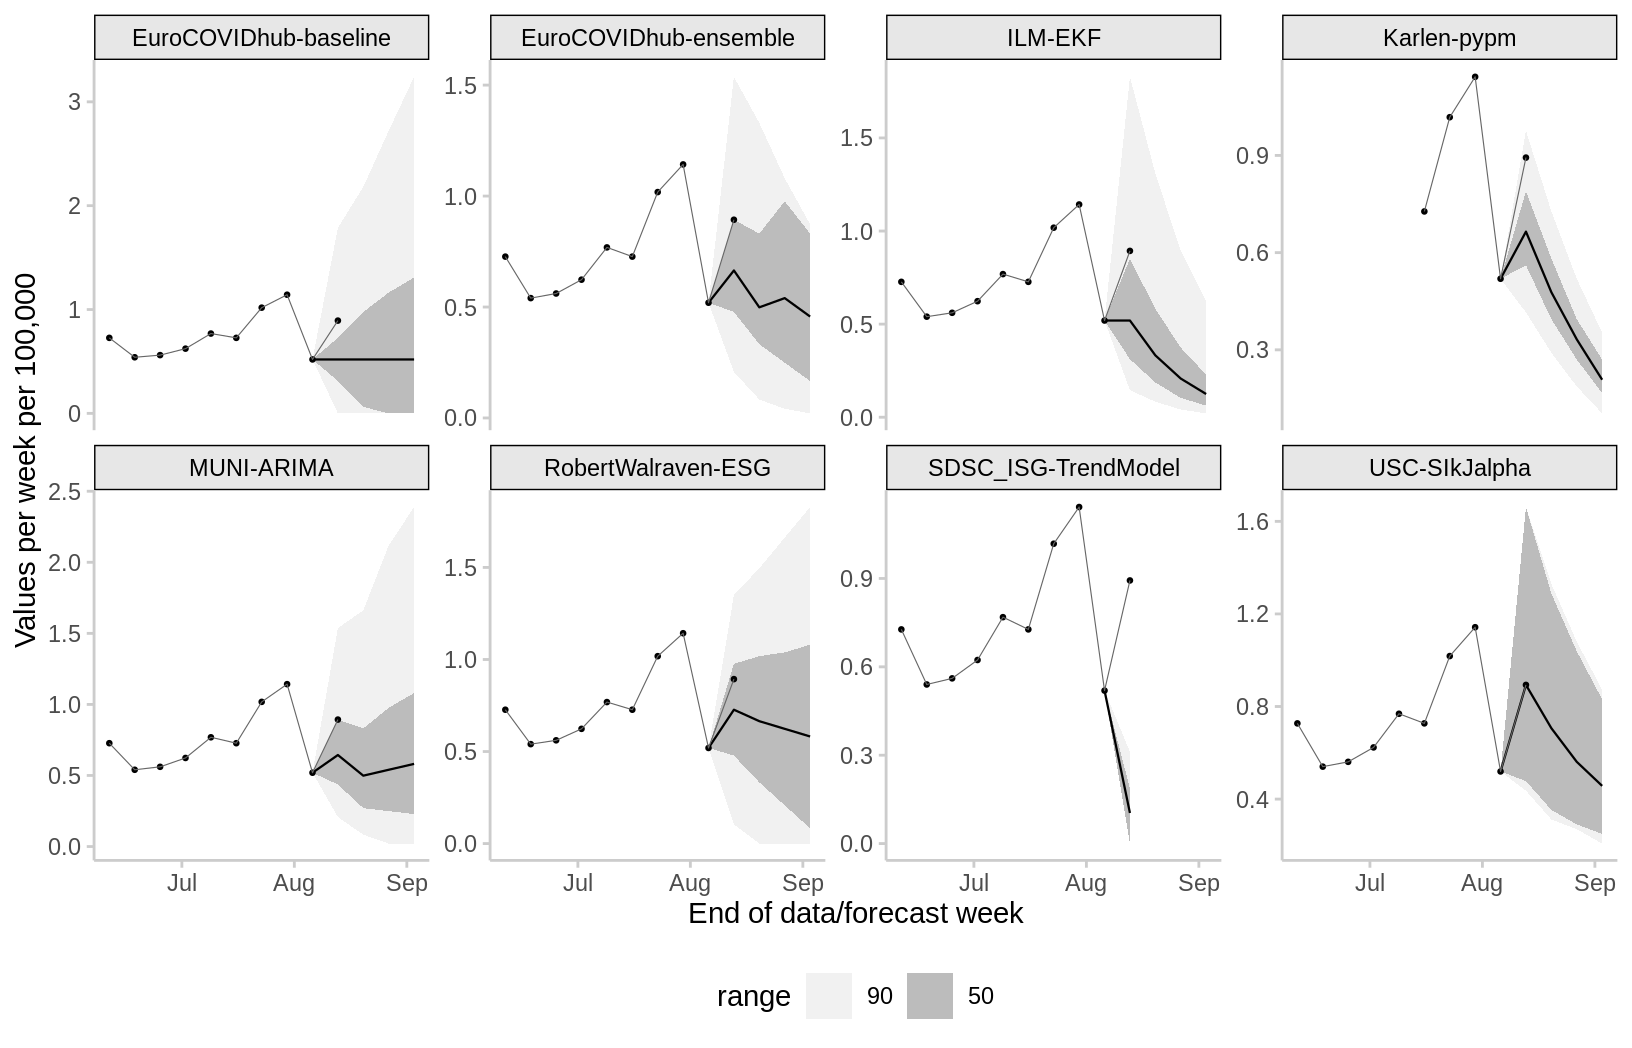 EuroCOVIDhub-baseline
EuroCOVIDhub-ensemble
ILM-EKF
Karlen-pypm
3
2
1
0
1.5
1.0
0.5
0.0
1.5
1.0
0.5
0.0
0.9
0.6
0.3
Values per week per 100,000
MUNI-ARIMA
RobertWalraven-ESG
SDSC_ISG-TrendModel
USC-SIkJalpha
2.5
2.0
1.5
1.0
0.5
0.0
1.5
1.0
0.5
0.0
0.9
0.6
0.3
0.0
1.6
1.2
0.8
0.4
Jul Aug Sep
Jul Aug Sep
Jul Aug Sep
Jul Aug Sep
End of data/forecast week
range 90 50